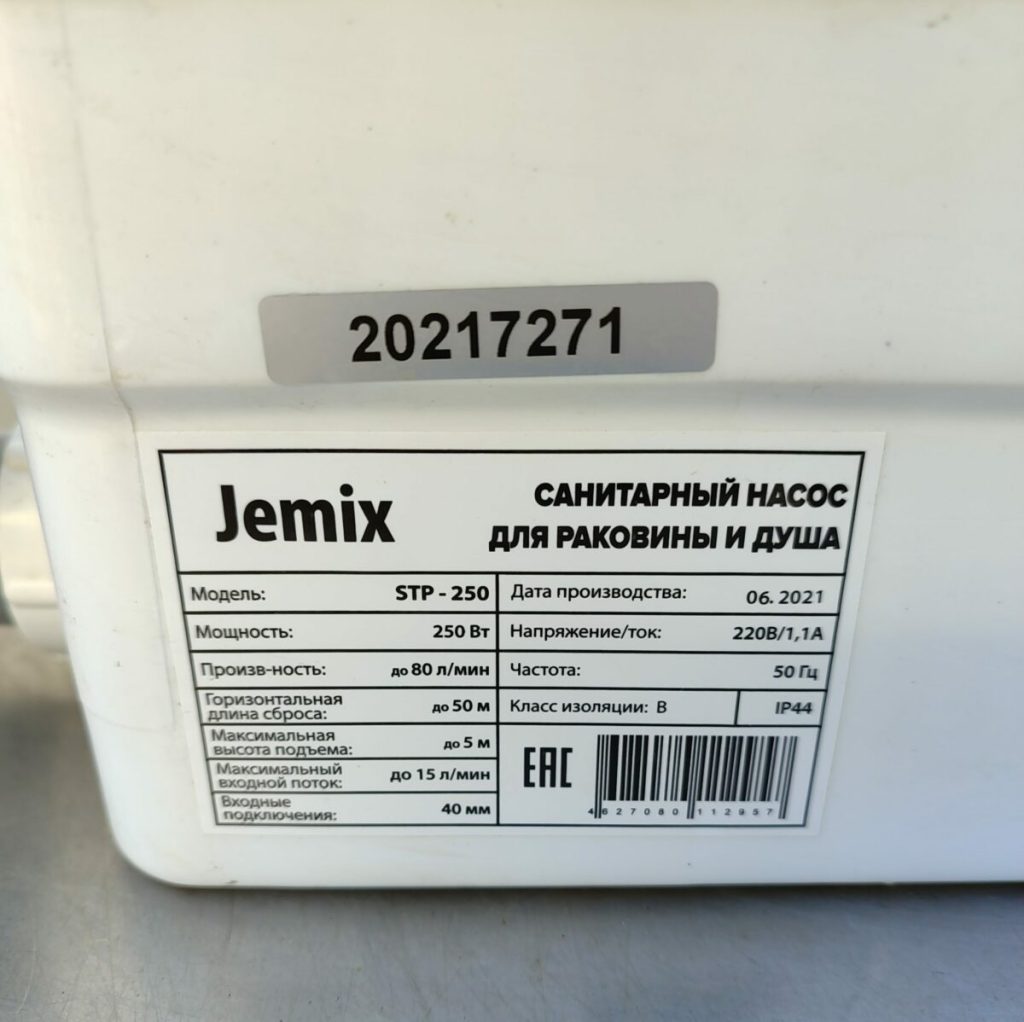 20217271
Jemix
САНИТАРНЫЙ НАСОС
ДЛЯ РАКОВИНЫ И ДУША
Модель: STP - 250
Мощность: 250 Вт
Произв-ность: до 80 л/мин
Горизонтальная
длина сброса: до 50 м
Максимальная
высота подъема: до 5 м
Максимальный
входной поток: до 15 л/мин
Входные
подключения: 40 мм
Дата производства: 06. 2021
Напряжение/ток: 220В/1,1А
Частота: 50 Гц
Класс изоляции: В IP44
EAC
4 627080 112957